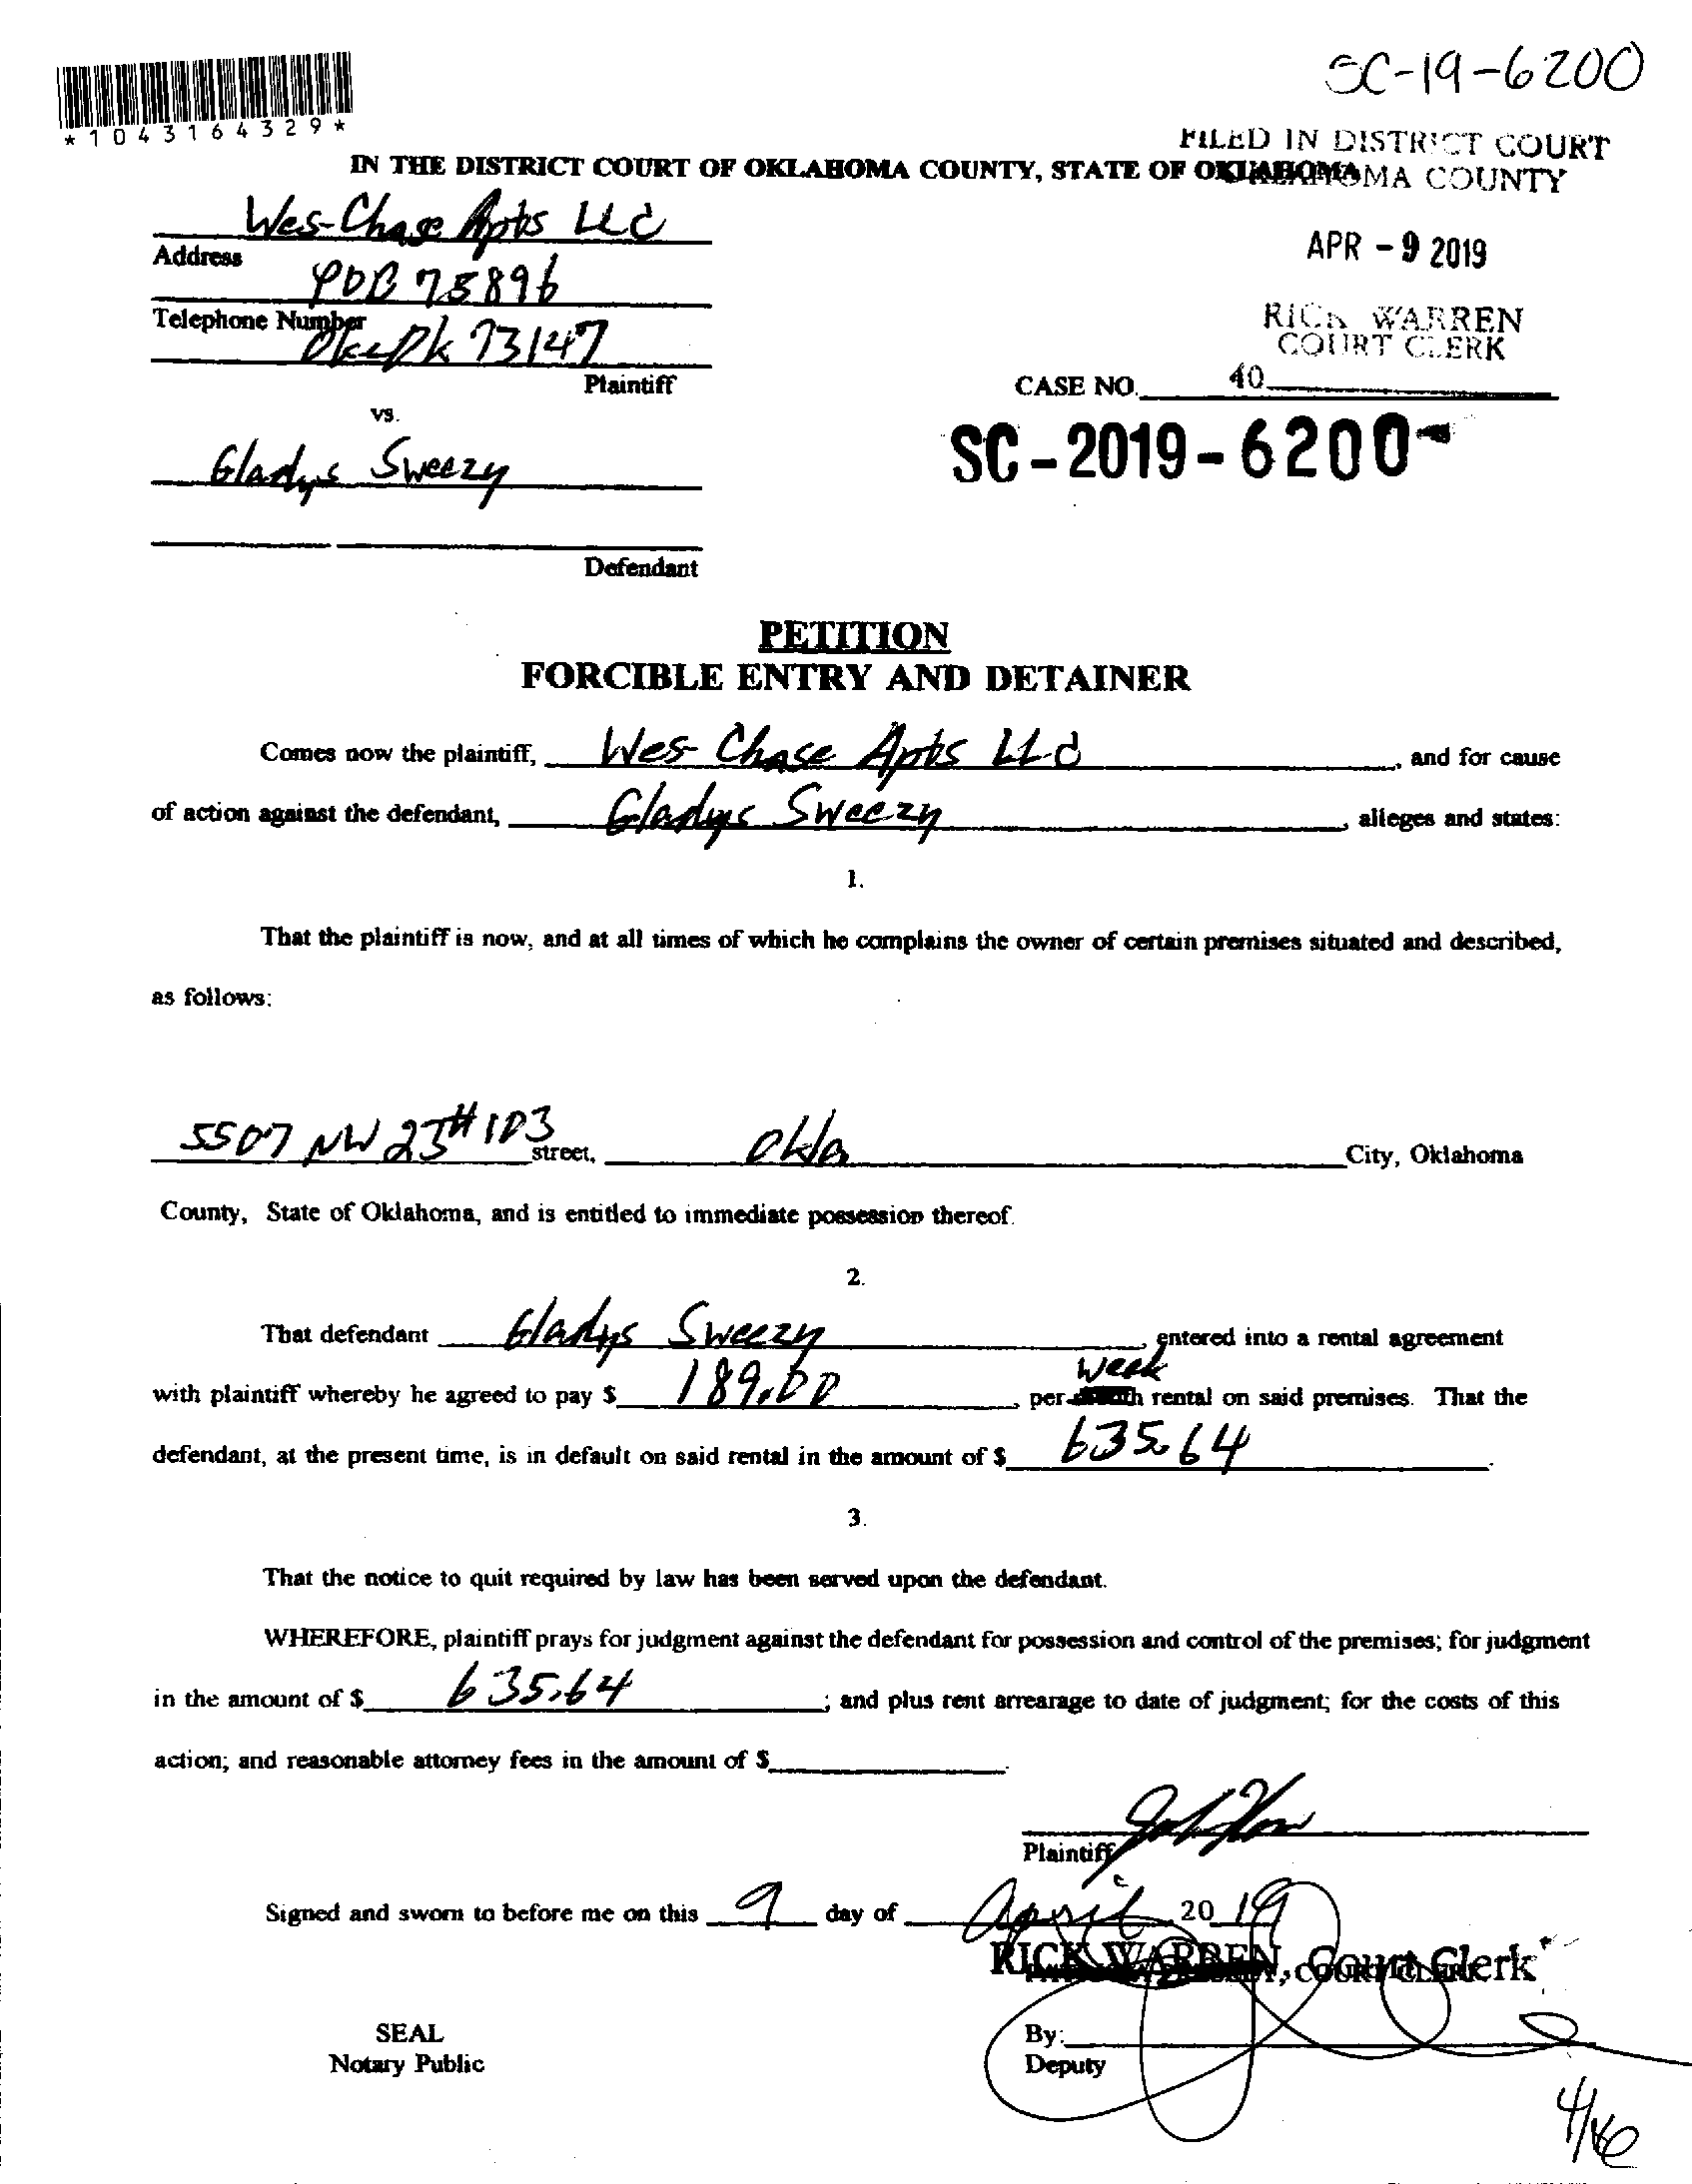 SC-19-6200
*1043164329*
FILED IN DISTRICT COURT
IN THE DISTRICT COURT OF OKLAHOMA COUNTY, STATE OF OKLAHOMA
COUNTY
Wes-Chase Apts LLC
APR - 9 2019
Address
POB 75896
RICK WARREN
COURT CLERK
Telephone Number
Okc Ok 73147
40
Plaintiff
CASE NO.
vs.
SC-2019-6200-
Gladys Sweezy
Defendant
PETITION
FORCIBLE ENTRY AND DETAINER
Comes now the plaintiff, Wes-Chase Apts LLC, and for cause
of action against the defendant, Gladys Sweezy, alleges and states:
1.
That the plaintiff is now, and at all times of which he complains the owner of certain premises situated and described,
as follows:
5507 NW 23 #103 street, Okla City, Oklahoma
County, State of Oklahoma, and is entitled to immediate possession thereof.
2.
That defendant Gladys Sweezy, entered into a rental agreement
week
with plaintiff whereby he agreed to pay $ 189.00, per rental on said premises. That the
defendant, at the present time, is in default on said rental in the amount of $ 635.64.
3.
That the notice to quit required by law has been served upon the defendant.
WHEREFORE, plaintiff prays for judgment against the defendant for possession and control of the premises; for judgment
in the amount of $ 635.64; and plus rent arrearage to date of judgment; for the costs of this
action; and reasonable attorney fees in the amount of $
Plaintiff
Signed and sworn to before me on this 9 day of April 2019
RICK WARREN, Court Clerk
SEAL
By:
Notary Public
Deputy
4/16